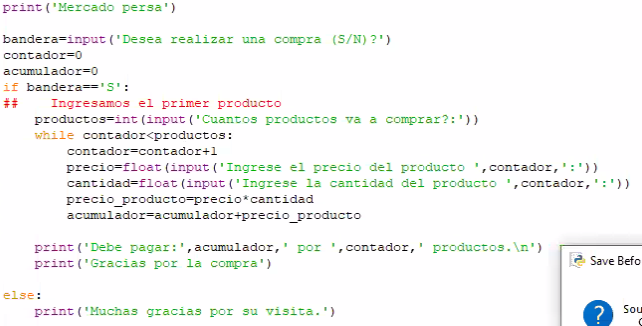 print('Mercado persa')
bandera=input('Desea realizar una compra (S/N)?')
contador=0
acumulador=0
if bandera=='S':
##    Ingresamos el primer producto
    productos=int(input('Cuantos productos va a comprar?:'))
    while contador<productos:
        contador=contador+1
        precio=float(input('Ingrese el precio del producto ',contador,':'))
        cantidad=float(input('Ingrese la cantidad del producto ',contador,':'))
        precio_producto=precio*cantidad
        acumulador=acumulador+precio_producto
    print('Debe pagar:',acumulador,' por ',contador,' productos.\n')
    print('Gracias por la compra')
else:
    print('Muchas gracias por su visita.')
Save Befo
Sou